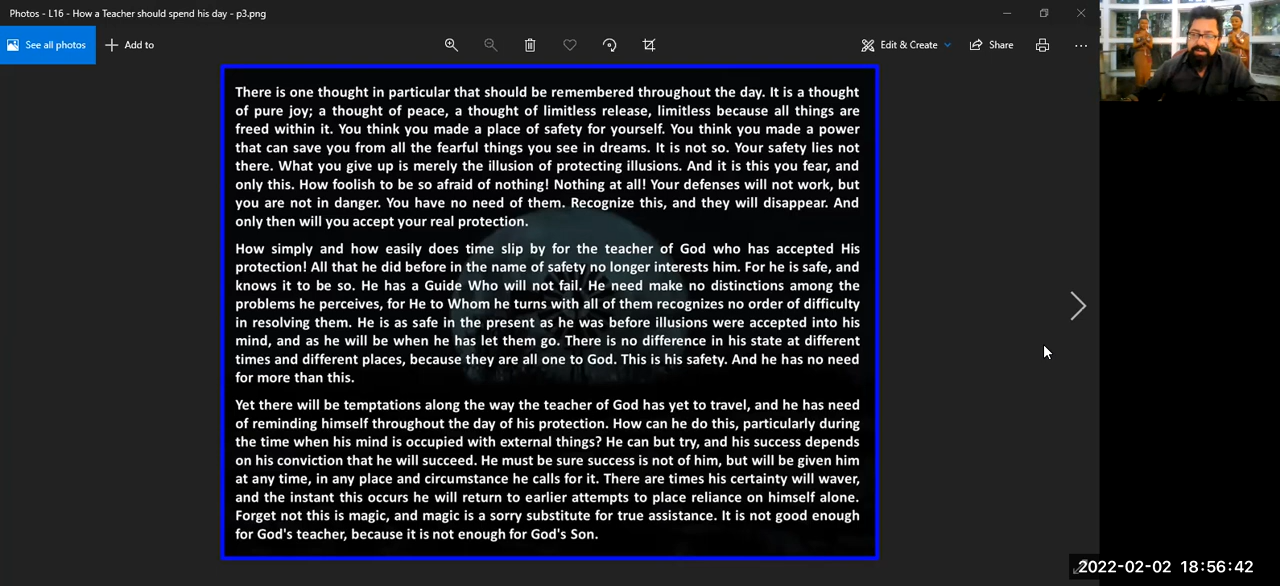 Photos - L16 - How a Teacher should spend his day - p3.png
See all photos
Add to
Edit & Create
Share
There is one thought in particular that should be remembered throughout the day. It is a thought
of pure joy; a thought of peace, a thought of limitless release, limitless because all things are
freed within it. You think you made a place of safety for yourself. You think you made a power
that can save you from all the fearful things you see in dreams. It is not so. Your safety lies not
there. What you give up is merely the illusion of protecting illusions. And it is this you fear, and
only this. How foolish to be so afraid of nothing! Nothing at all! Your defenses will not work, but
you are not in danger. You have no need of them. Recognize this, and they will disappear. And
only then will you accept your real protection.
How simply and how easily does time slip by for the teacher of God who has accepted His
protection! All that he did before in the name of safety no longer interests him. For he is safe, and
knows it to be so. He has a Guide Who will not fail. He need make no distinctions among the
problems he perceives, for He to Whom he turns with all of them recognizes no order of difficulty
in resolving them. He is as safe in the present as he was before illusions were accepted into his
mind, and as he will be when he has let them go. There is no difference in his state at different
times and different places, because they are all one to God. This is his safety. And he has no need
for more than this.
Yet there will be temptations along the way the teacher of God has yet to travel, and he has need
of reminding himself throughout the day of his protection. How can he do this, particularly during
the time when his mind is occupied with external things? He can but try, and his success depends
on his conviction that he will succeed. He must be sure success is not of him, but will be given him
at any time, in any place and circumstance he calls for it. There are times his certainty will waver,
and the instant this occurs he will return to earlier attempts to place reliance on himself alone.
Forget not this is magic, and magic is a sorry substitute for true assistance. It is not good enough
for God's teacher, because it is not enough for God's Son.
2022-02-02 18:56:42